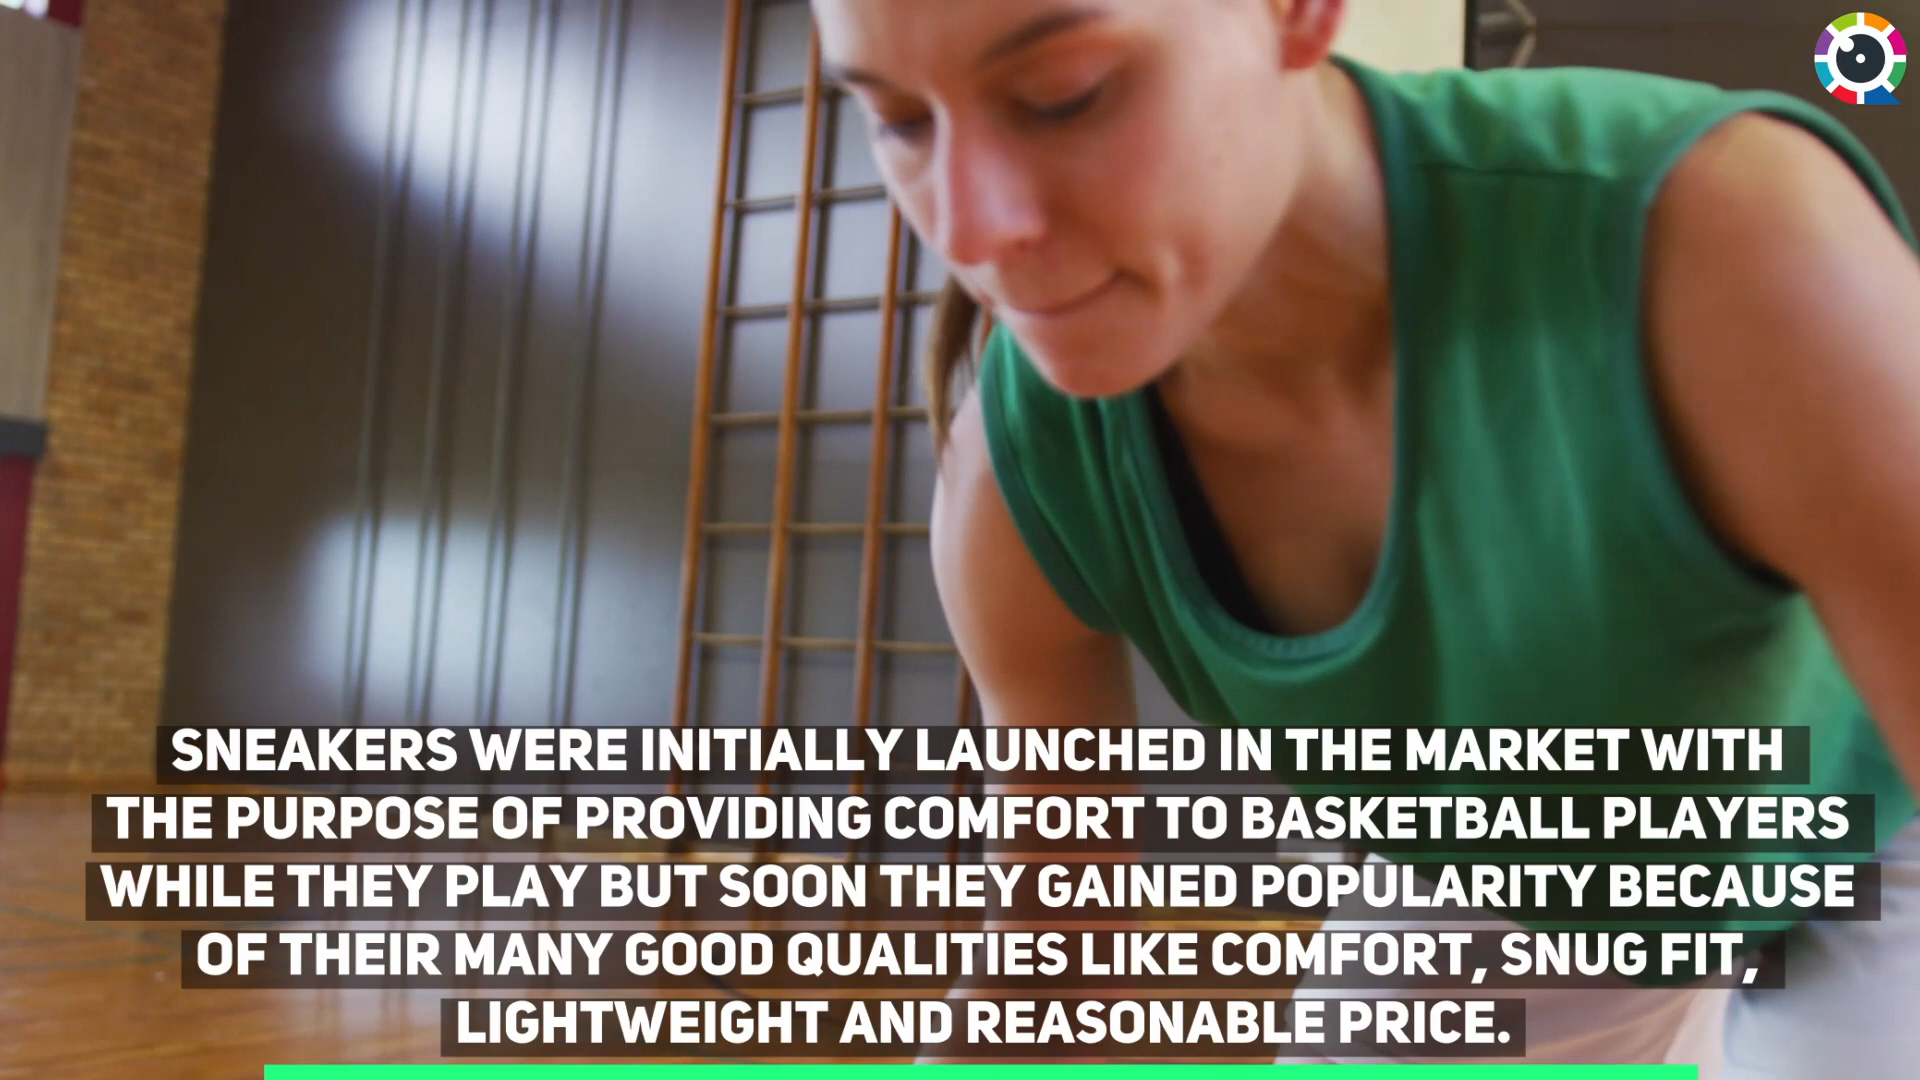 SNEAKERS WERE INITIALLY LAUNCHED IN THE MARKET WITH
THE PURPOSE OF PROVIDING COMFORT TO BASKETBALL PLAYERS
WHILE THEY PLAY BUT SOON THEY GAINED POPULARITY BECAUSE
OF THEIR MANY GOOD QUALITIES LIKE COMFORT, SNUG FIT,
LIGHTWEIGHT AND REASONABLE PRICE.